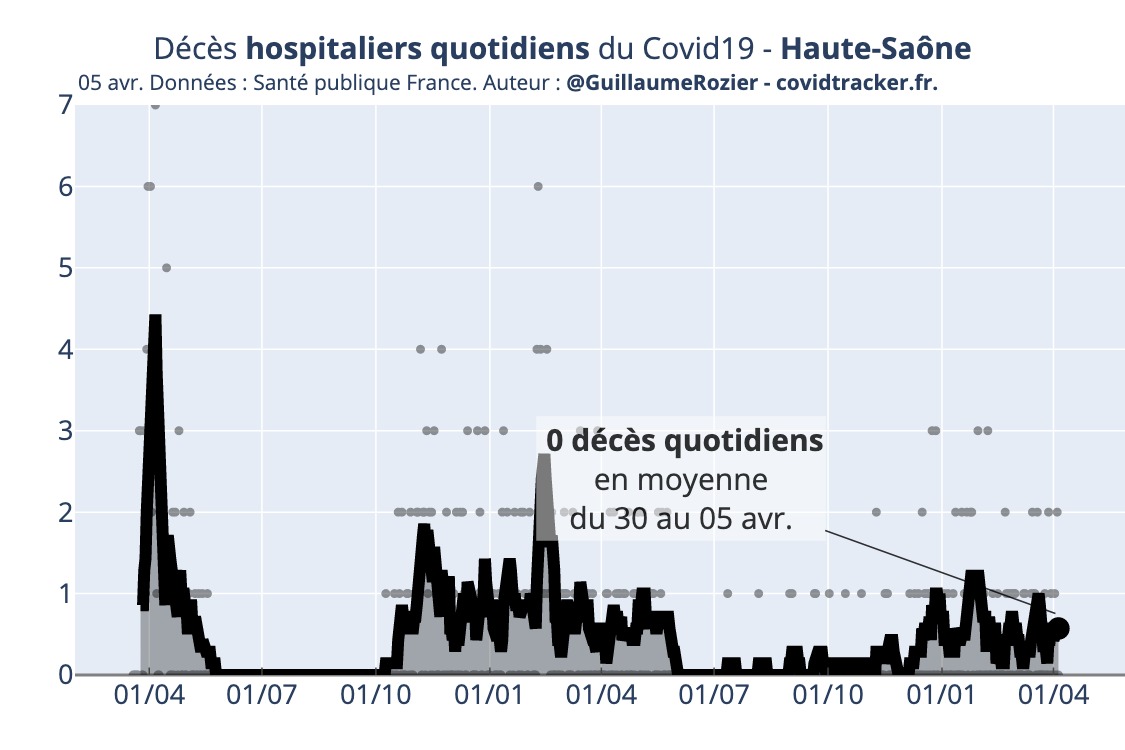 Décès hospitaliers quotidiens du Covid19 - Haute-Saône
05 avr. Données : Santé publique France. Auteur : @GuillaumeRozier - covidtracker.fr.
7
6
5
4
3
2
1
0
0 décès quotidiens
en moyenne
du 30 au 05 avr.
01/04 01/07 01/10 01/01 01/04 01/07 01/10 01/01 01/04